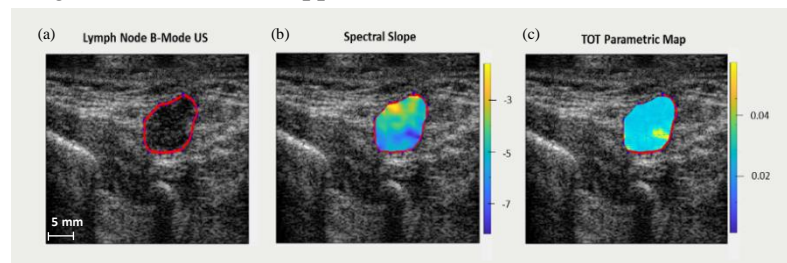 (a) Lymph Node B-Mode US
(b) Spectral Slope
(c) TOT Parametric Map
-3
-5
-7
0.04
0.02
5 mm